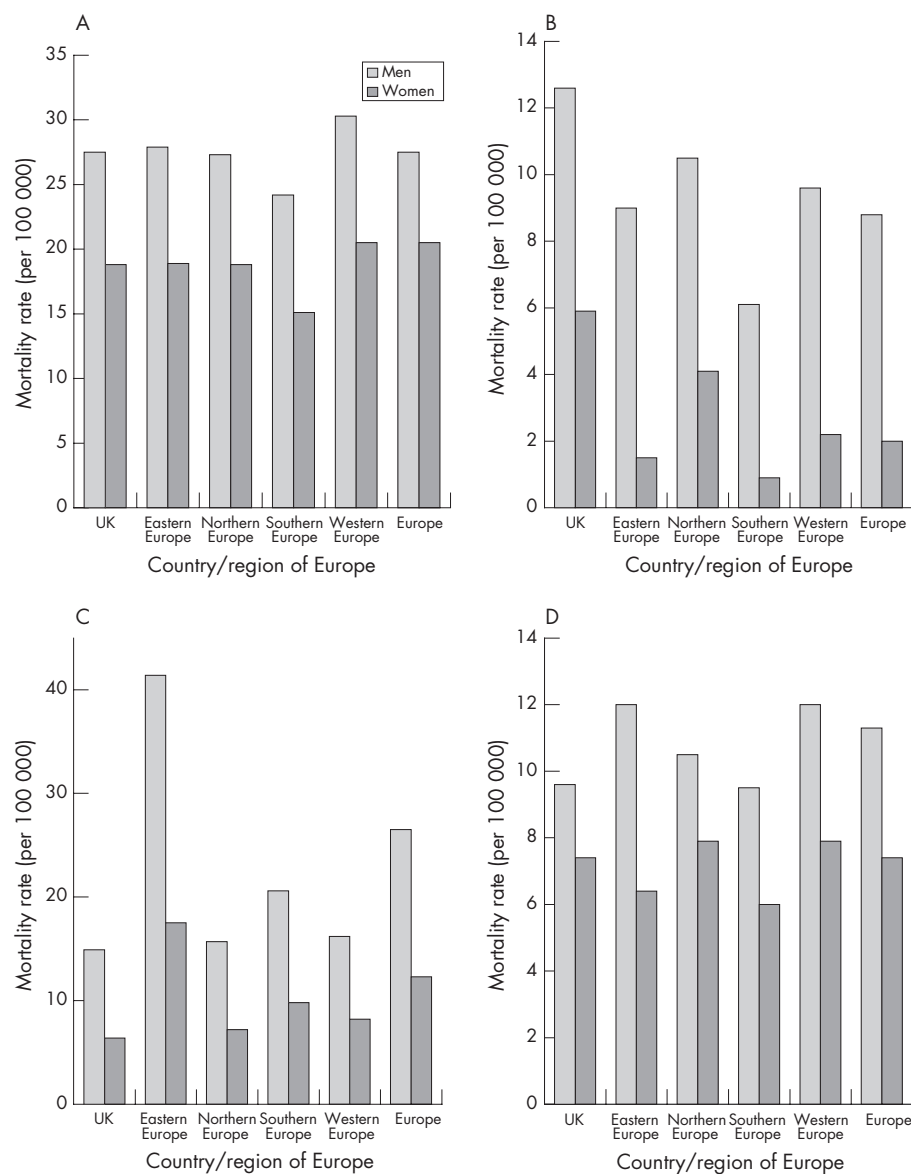 A
Mortality rate (per 100 000)
35
30
25
20
15
10
5
0
Men
Women
UK
Eastern
Europe
Northern
Europe
Southern
Europe
Western
Europe
Europe
Country/region of Europe
B
Mortality rate (per 100 000)
14
12
10
8
6
4
2
0
UK
Eastern
Europe
Northern
Europe
Southern
Europe
Western
Europe
Europe
Country/region of Europe
C
Mortality rate (per 100 000)
40
30
20
10
0
UK
Eastern
Europe
Northern
Europe
Southern
Europe
Western
Europe
Europe
Country/region of Europe
D
Mortality rate (per 100 000)
14
12
10
8
6
4
2
0
UK
Eastern
Europe
Northern
Europe
Southern
Europe
Western
Europe
Europe
Country/region of Europe